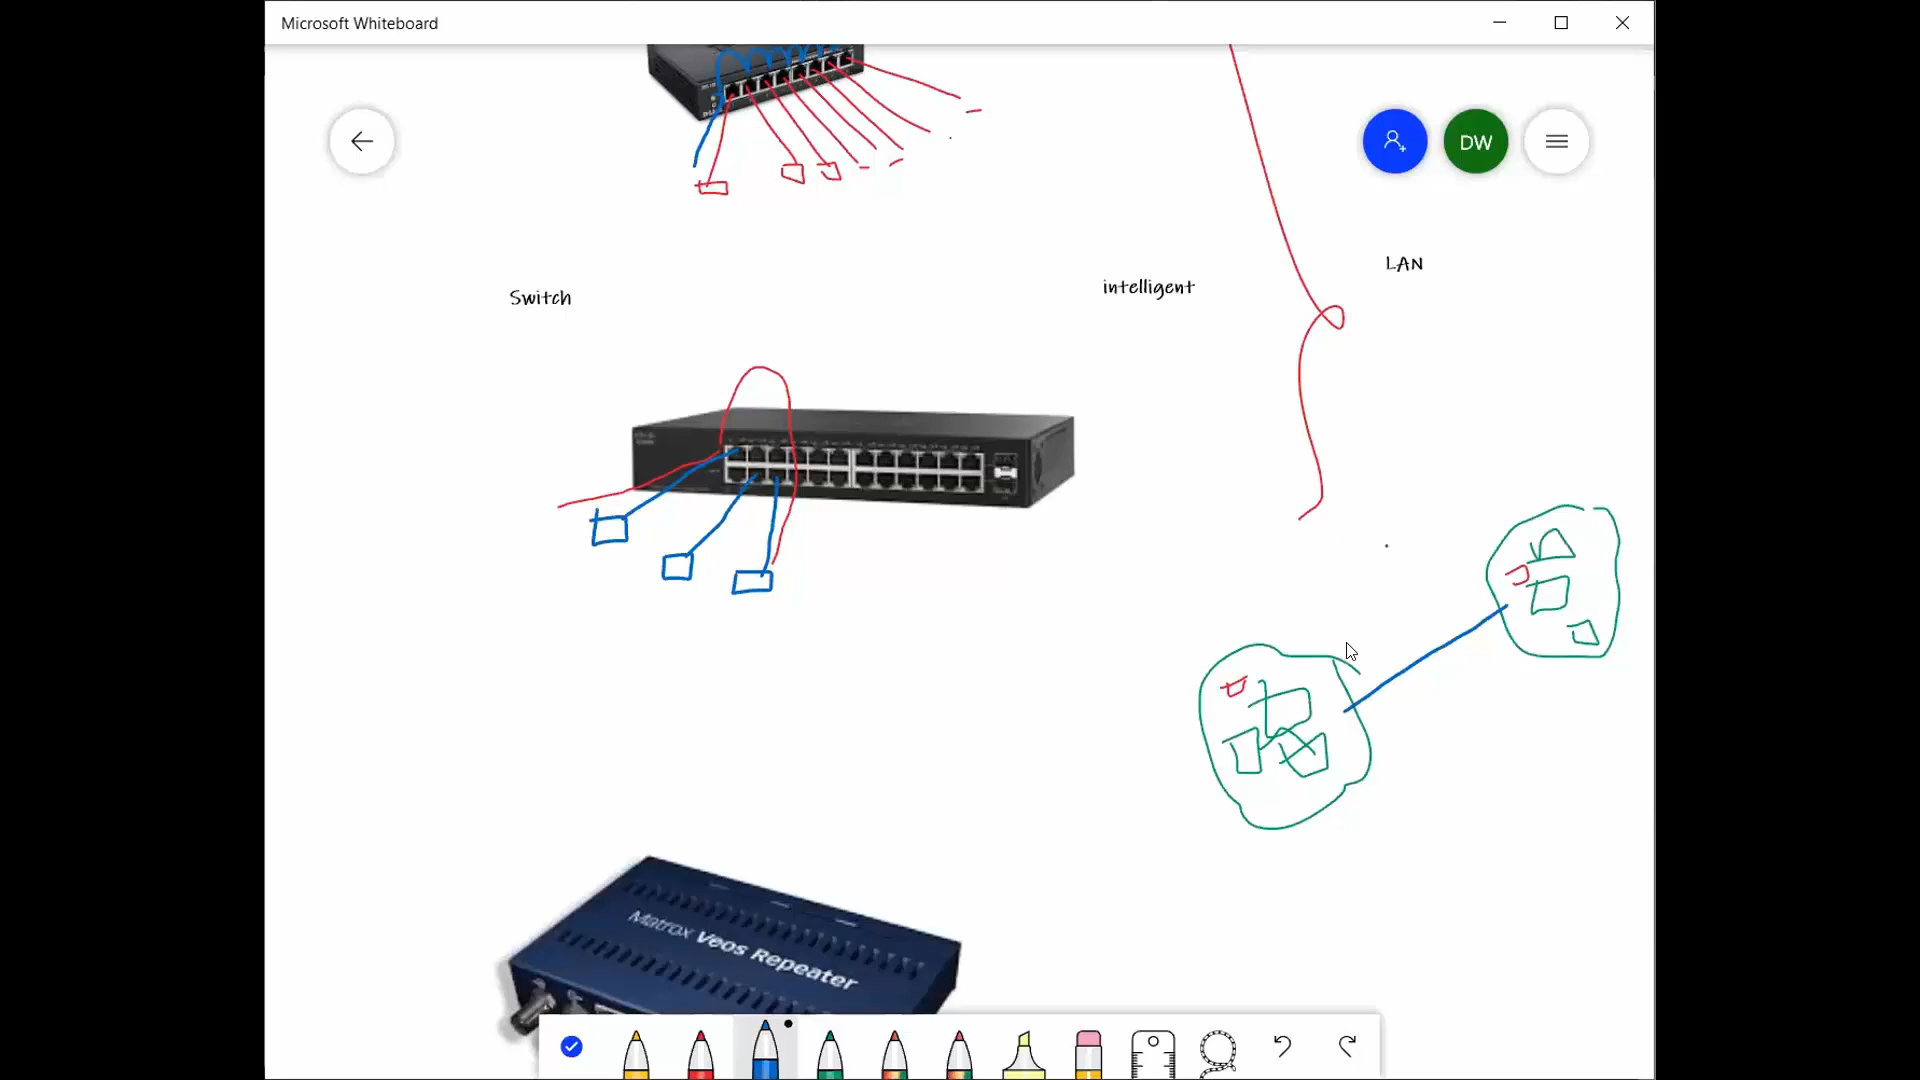 Microsoft Whiteboard
DW
LAN
intelligent
Switch
Matrox Veos Repeater